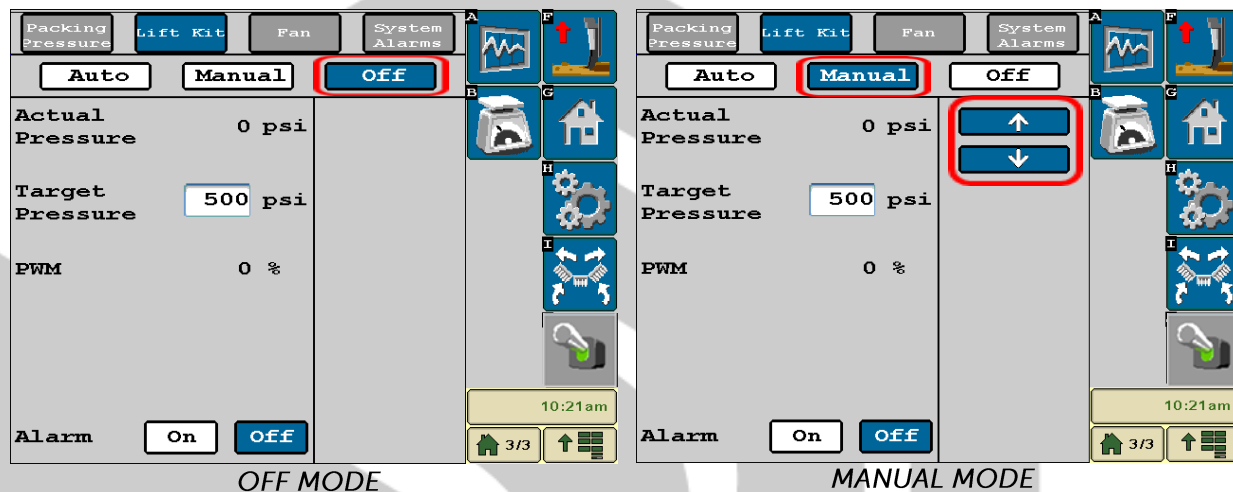 Packing Pressure
Lift Kit
Fan
System Alarms
A
F
Auto
Manual
Off
Actual Pressure
0 psi
B
G
Target Pressure
500 psi
H
PWM
0 %
I
10:21am
Alarm
On
Off
3/3
OFF MODE
Packing Pressure
Lift Kit
Fan
System Alarms
A
F
Auto
Manual
Off
Actual Pressure
0 psi
↑
↓
B
G
Target Pressure
500 psi
H
PWM
0 %
I
10:21am
Alarm
On
Off
3/3
MANUAL MODE